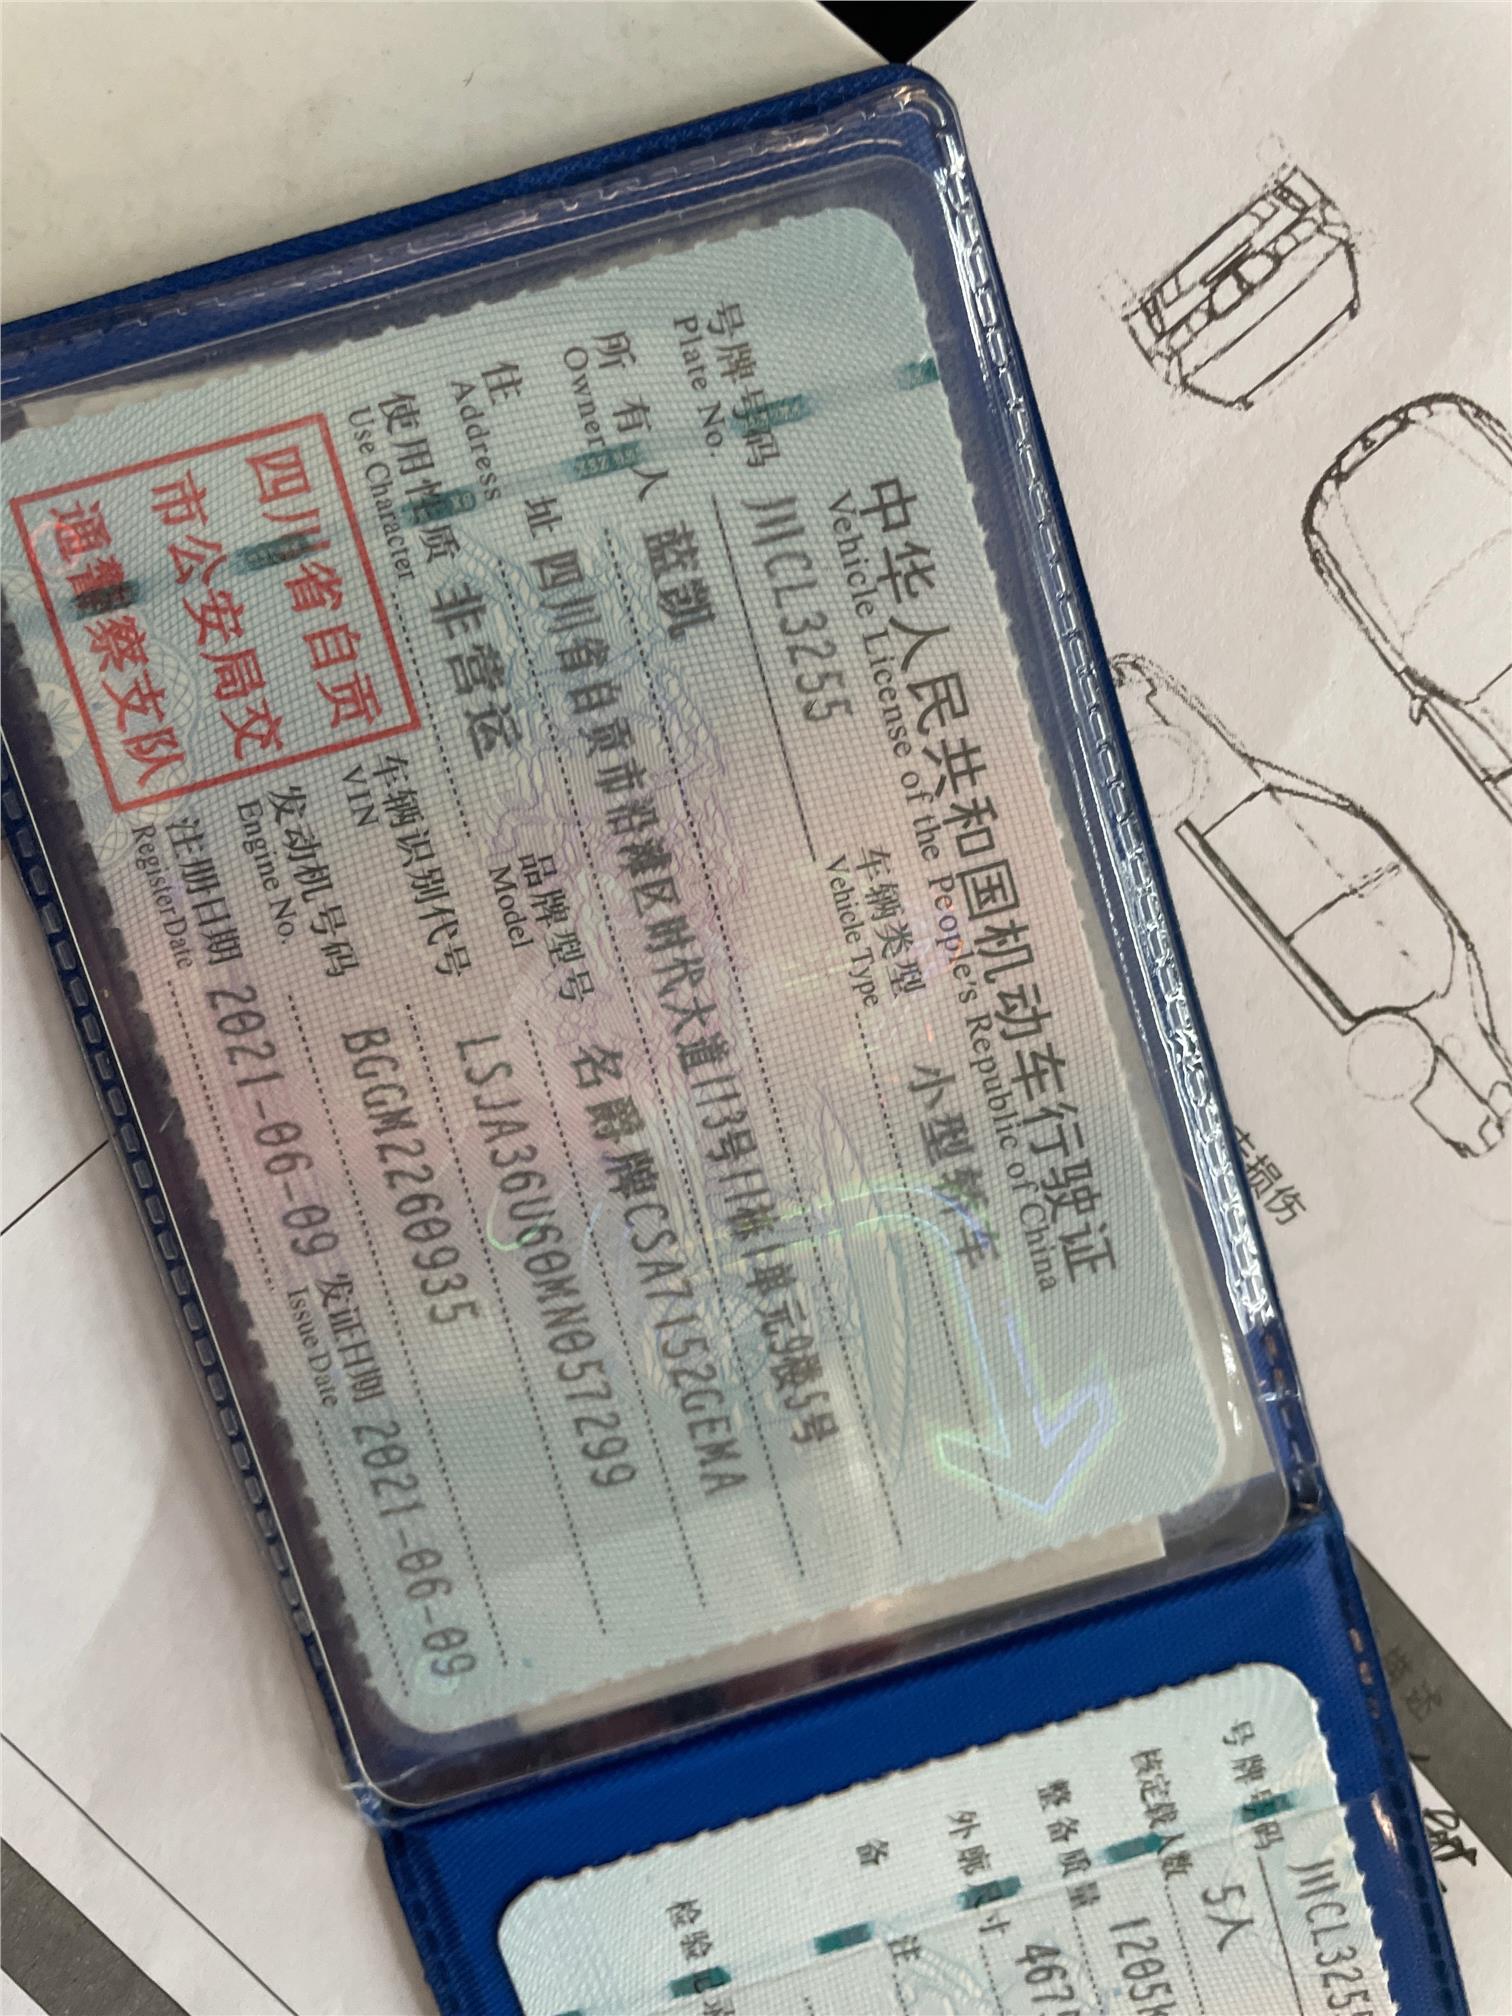 中华人民共和国机动车行驶证
Vehicle License of the People's Republic of China
号牌号码 川CL3255 车辆类型 小型轿车
Plate No. Vehicle Type
所有人 蓝凯
Owner
住址 四川省自贡市沿滩区时代大道113号11栋1单元9楼5号
Address
使用性质 非营运 品牌型号 名爵牌CSA7152GEMA
Use Character Model
车辆识别代号 LSJA36U60MN057299
VIN
发动机号码 BGGM2260935
Engine No.
注册日期 2021-06-09 发证日期 2021-06-09
Register Date Issue Date
四川省自贡
市公安局交
通警察支队
号牌号码 川CL325
核定载人数 5人
整备质量 1205k
外廓尺寸 467
备注
检验记
损伤